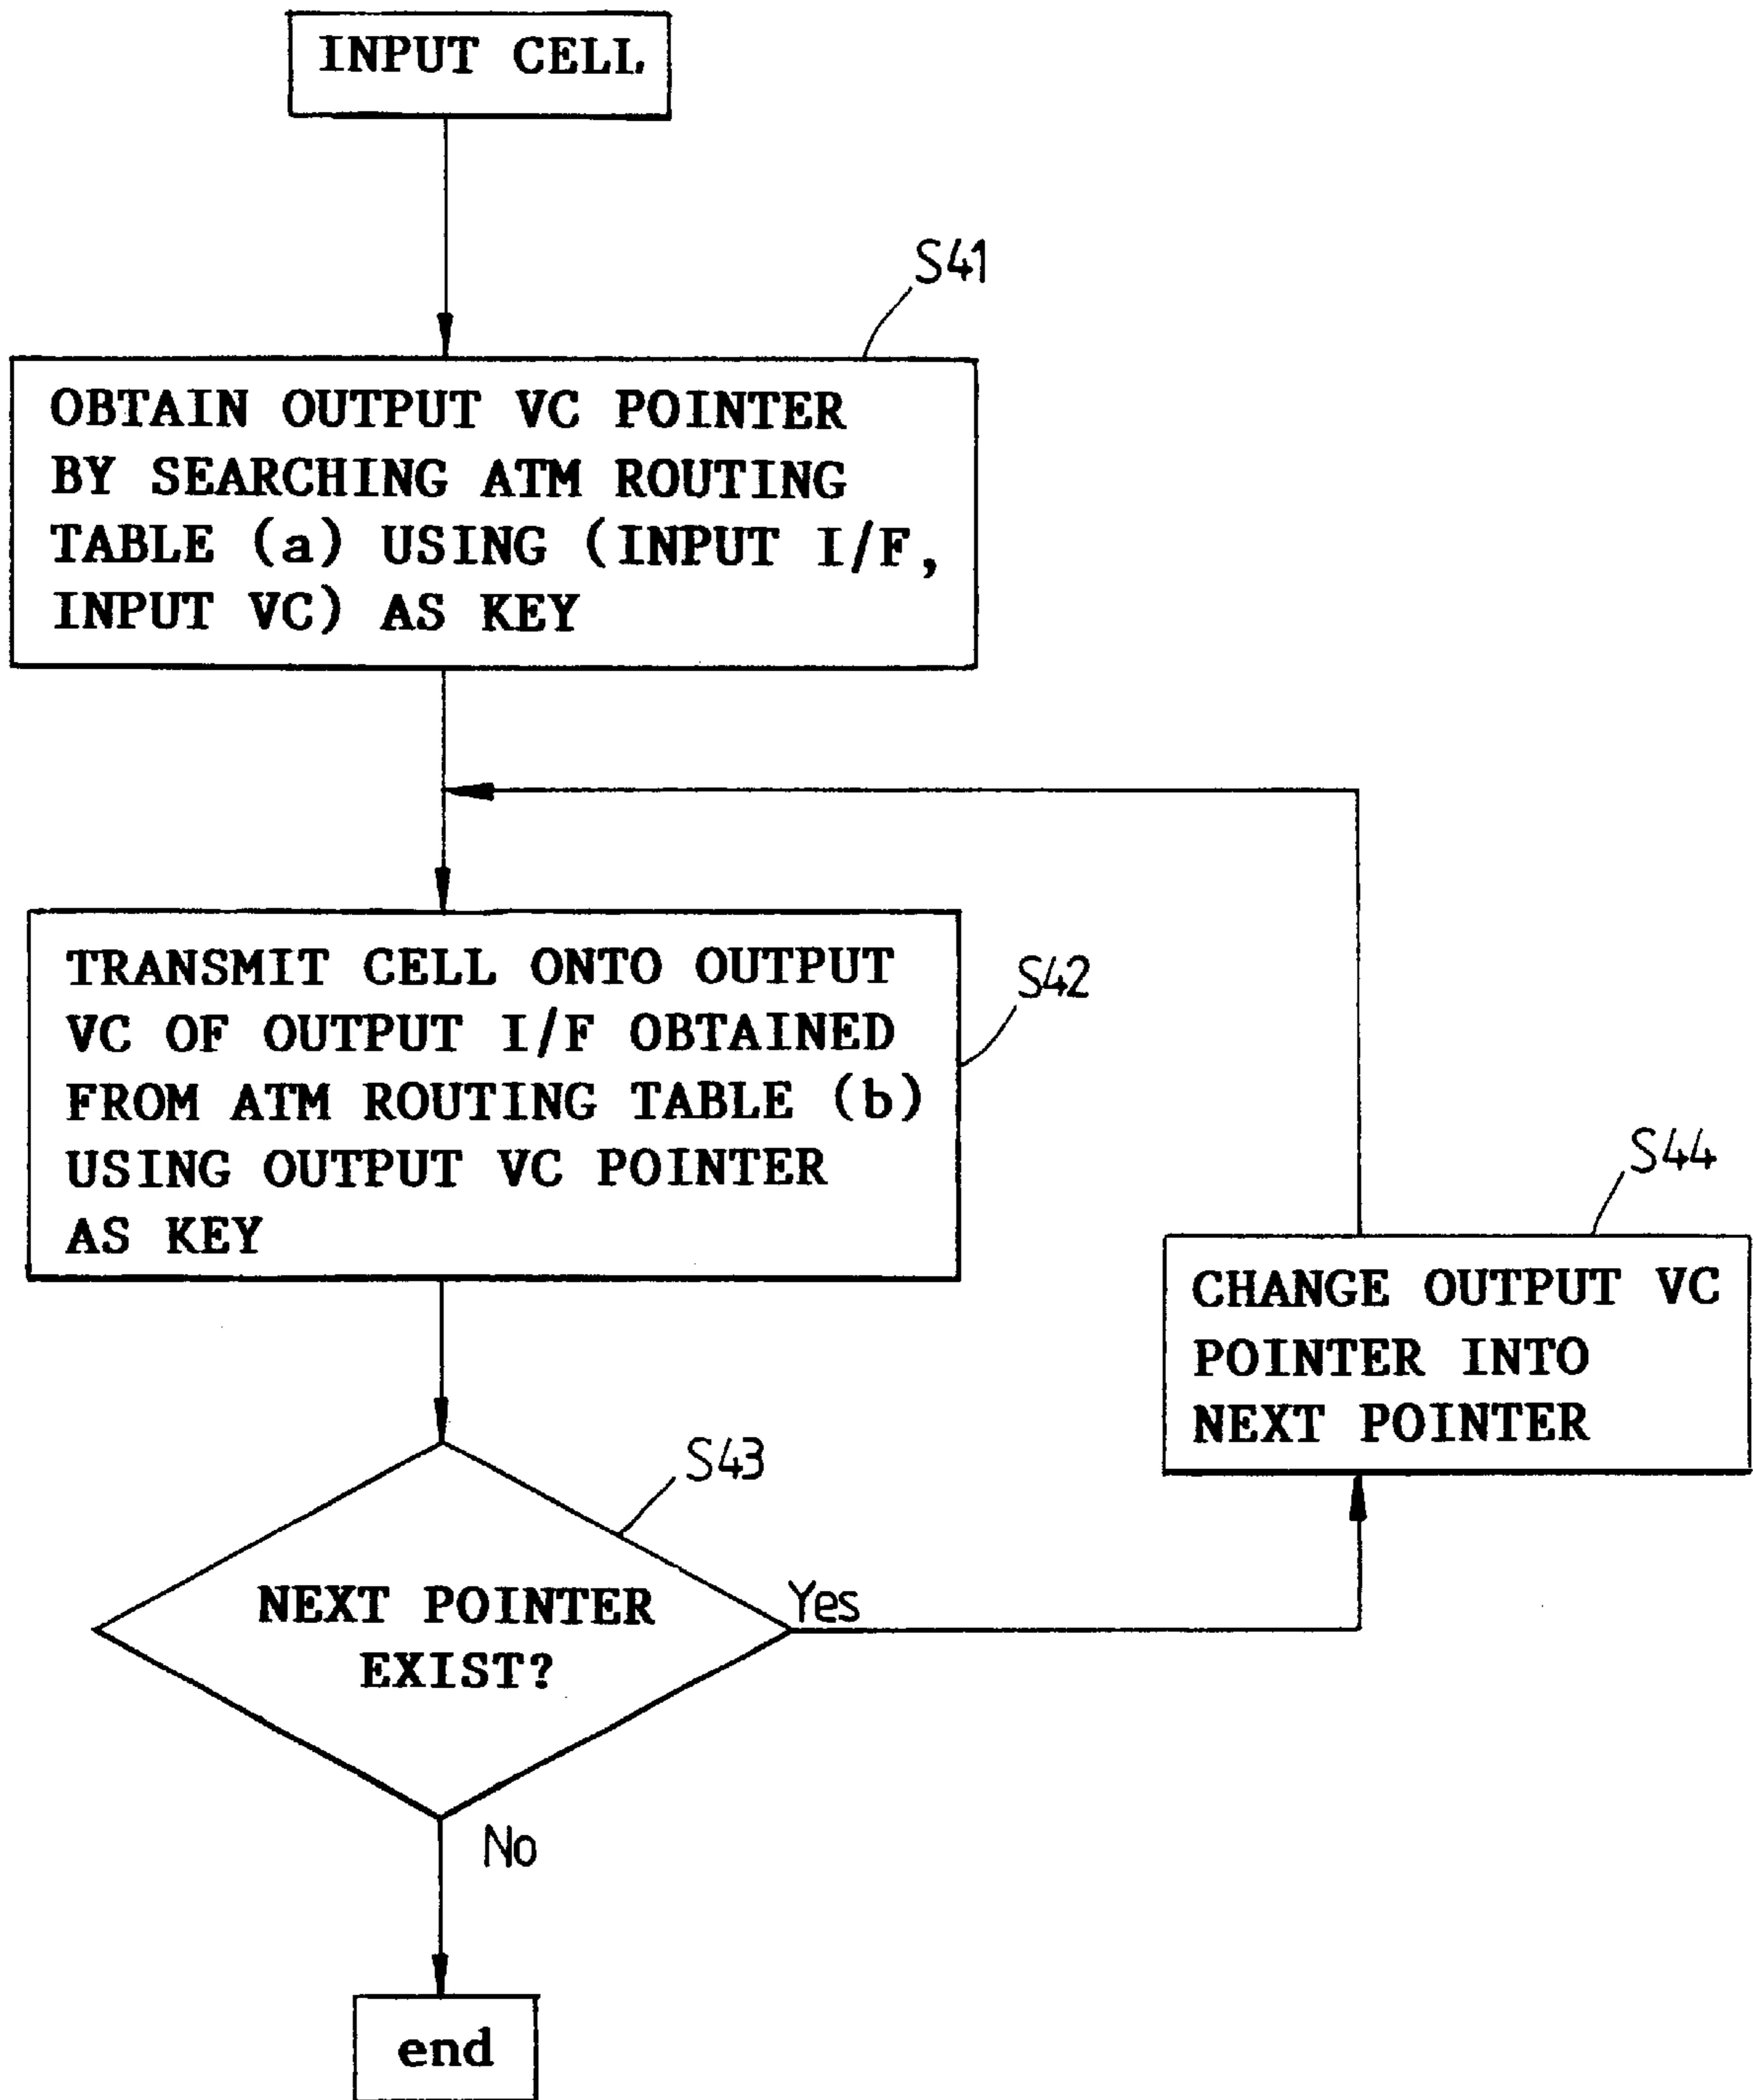 INPUT CELL
S41
OBTAIN OUTPUT VC POINTER
BY SEARCHING ATM ROUTING
TABLE (a) USING (INPUT I/F,
INPUT VC) AS KEY
S42
TRANSMIT CELL ONTO OUTPUT
VC OF OUTPUT I/F OBTAINED
FROM ATM ROUTING TABLE (b)
USING OUTPUT VC POINTER
AS KEY
S44
CHANGE OUTPUT VC
POINTER INTO
NEXT POINTER
S43
NEXT POINTER
EXIST?
Yes
No
end